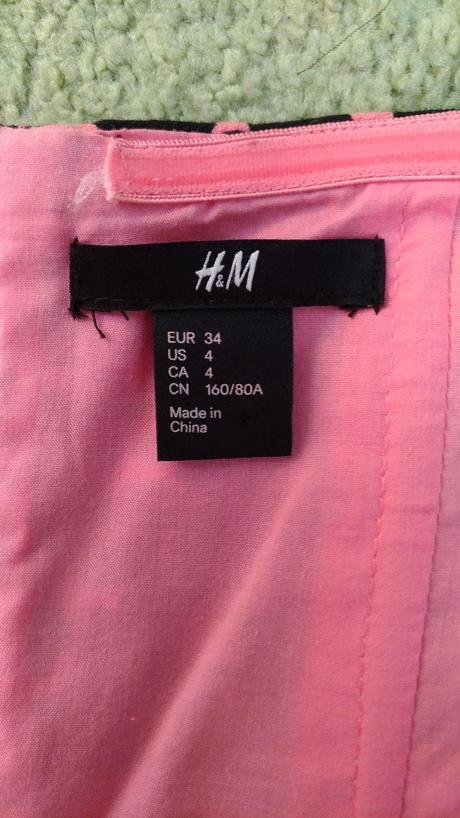 H&M
EUR 34
US 4
CA 4
CN 160/80A
Made in
China